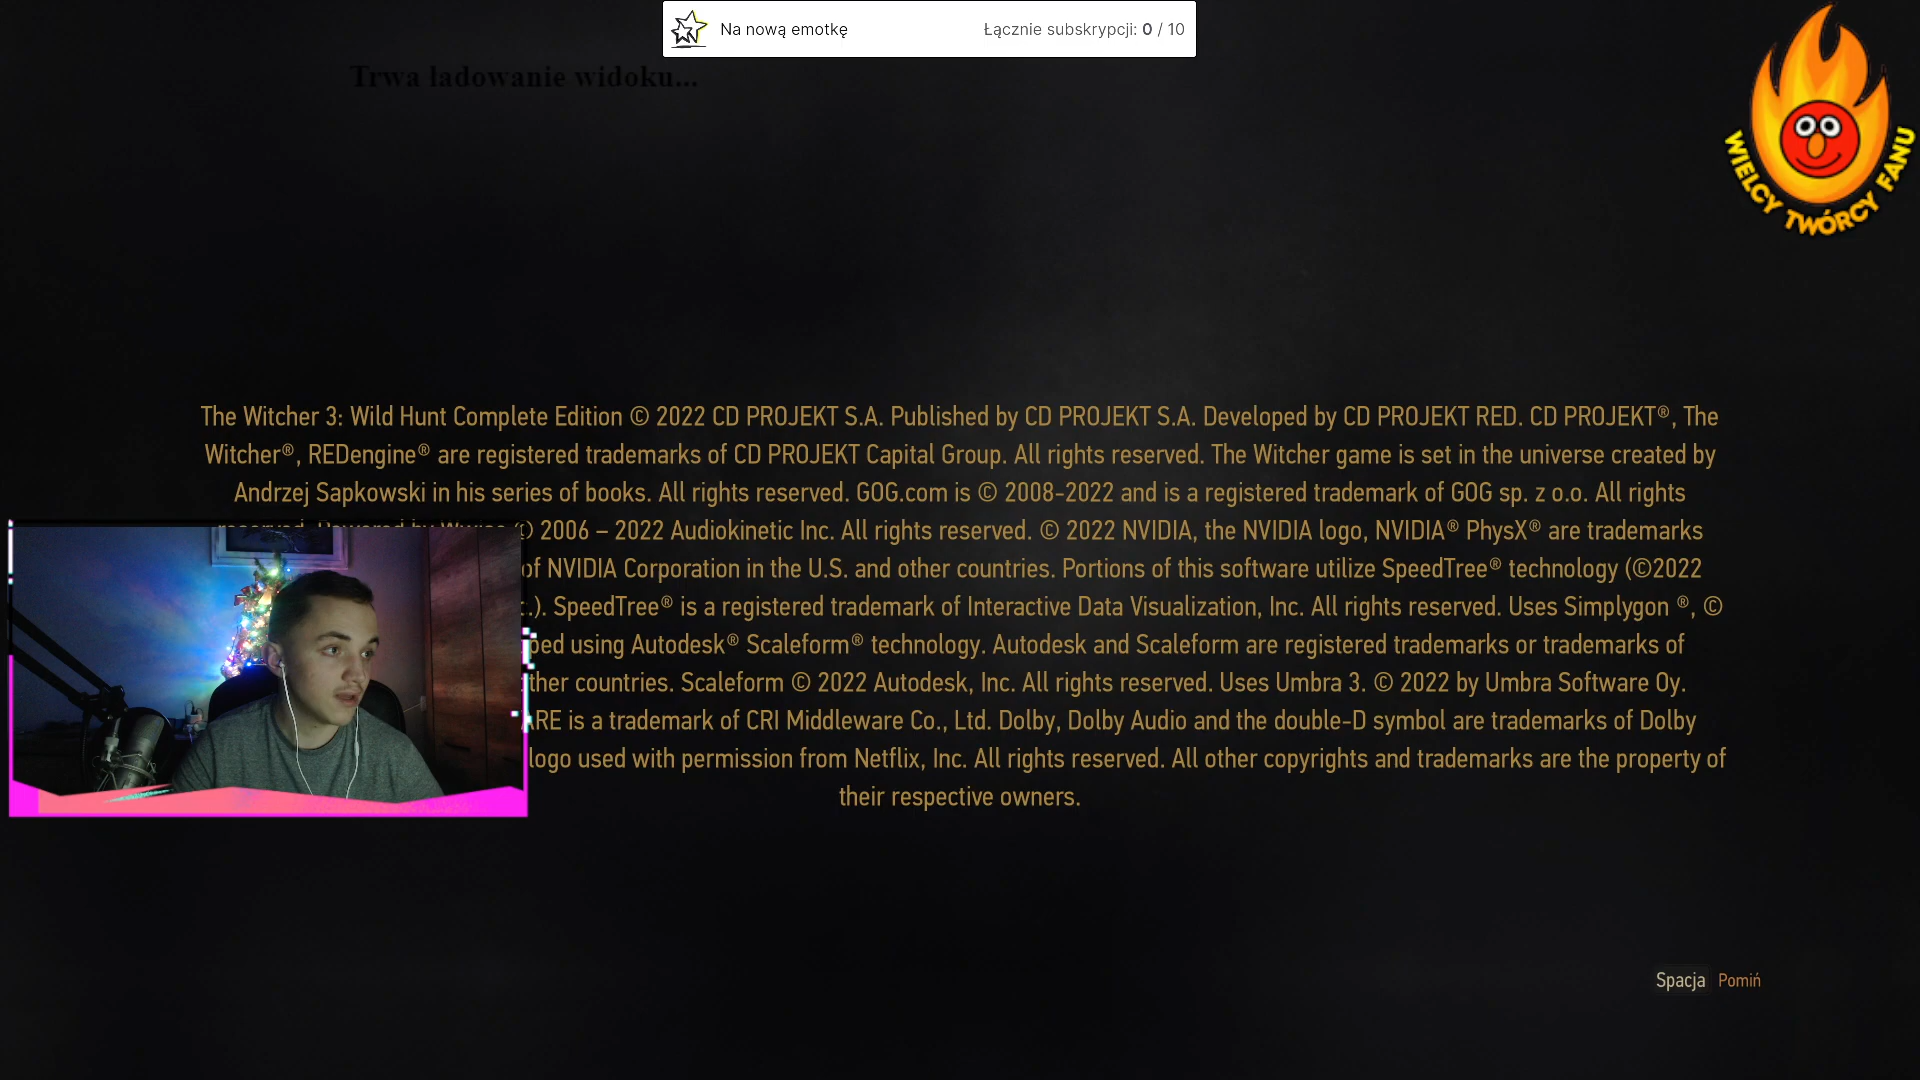 Na nową emotkę
Łącznie subskrypcji: 0 / 10
Trwa ładowanie widoku...
WIELCY TWÓRCY FANU
The Witcher 3: Wild Hunt Complete Edition © 2022 CD PROJEKT S.A. Published by CD PROJEKT S.A. Developed by CD PROJEKT RED. CD PROJEKT®, The
Witcher®, REDengine® are registered trademarks of CD PROJEKT Capital Group. All rights reserved. The Witcher game is set in the universe created by
Andrzej Sapkowski in his series of books. All rights reserved. GOG.com is © 2008-2022 and is a registered trademark of GOG sp. z o.o. All rights
reserved. Powered by Wwise © 2006 – 2022 Audiokinetic Inc. All rights reserved. © 2022 NVIDIA, the NVIDIA logo, NVIDIA® PhysX® are trademarks
of NVIDIA Corporation in the U.S. and other countries. Portions of this software utilize SpeedTree® technology (©2022
.). SpeedTree® is a registered trademark of Interactive Data Visualization, Inc. All rights reserved. Uses Simplygon ®, ©
ped using Autodesk® Scaleform® technology. Autodesk and Scaleform are registered trademarks or trademarks of
ther countries. Scaleform © 2022 Autodesk, Inc. All rights reserved. Uses Umbra 3. © 2022 by Umbra Software Oy.
ARE is a trademark of CRI Middleware Co., Ltd. Dolby, Dolby Audio and the double-D symbol are trademarks of Dolby
logo used with permission from Netflix, Inc. All rights reserved. All other copyrights and trademarks are the property of
their respective owners.
Spacja Pomiń